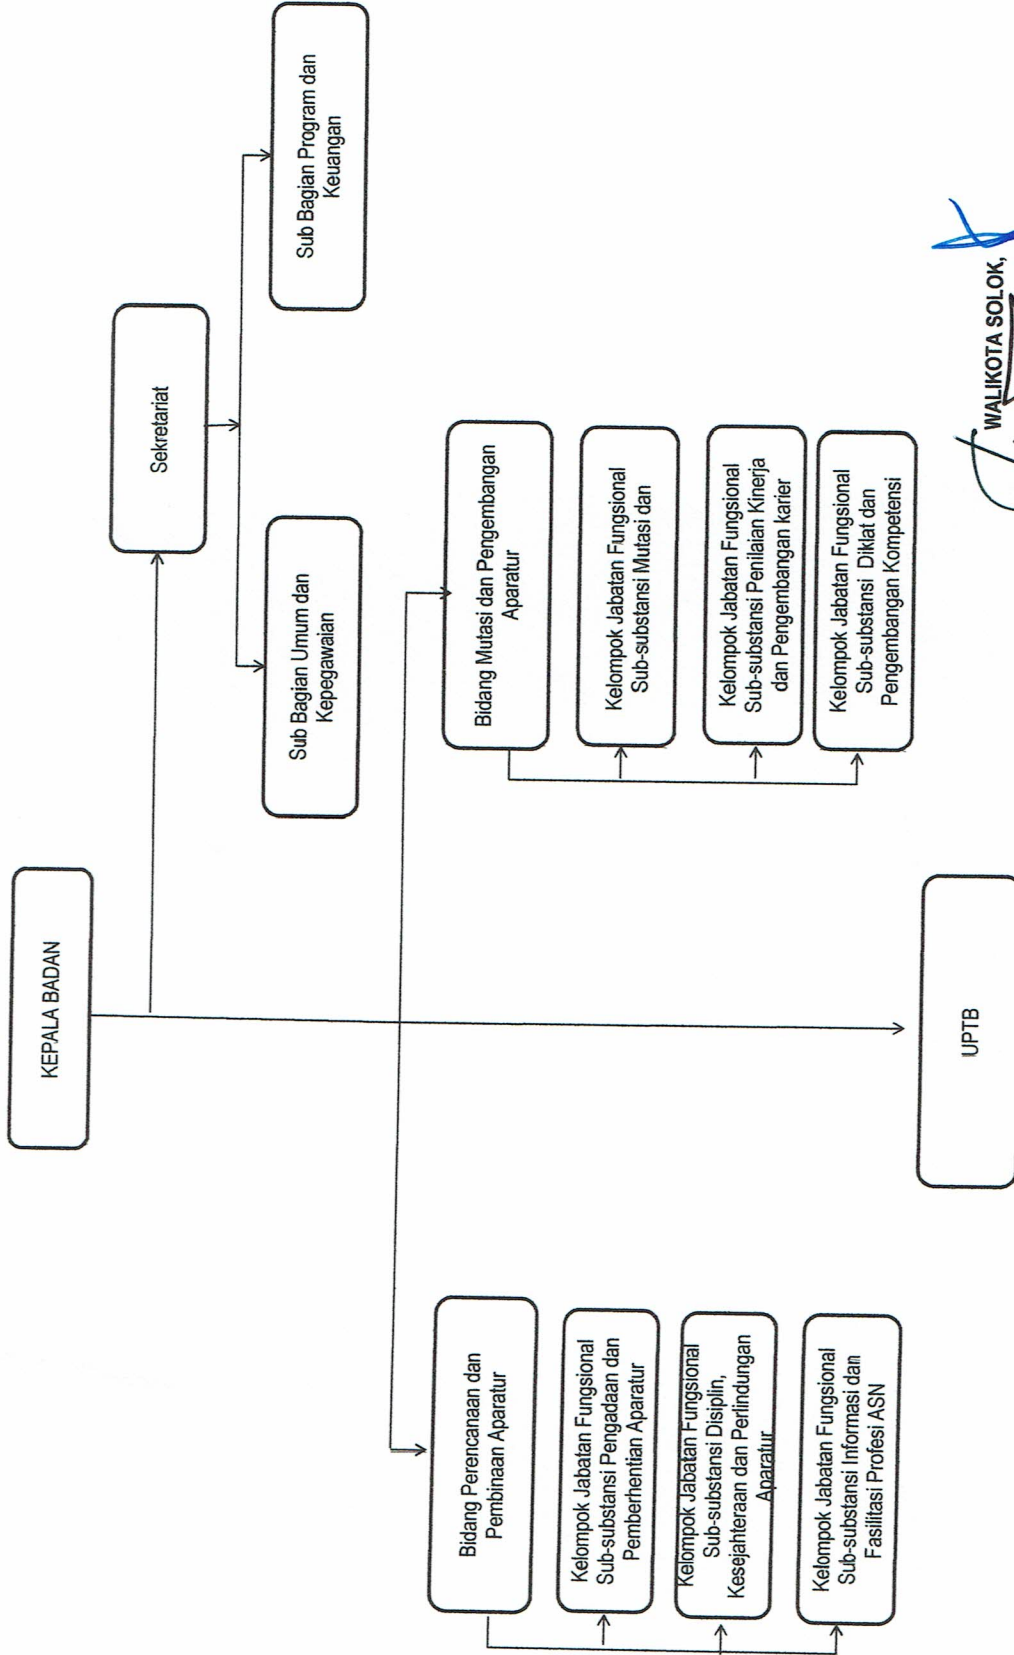 KEPALA BADAN
Sekretariat
Sub Bagian Umum dan
Kepegawaian
Sub Bagian Program dan
Keuangan
Bidang Perencanaan dan
Pembinaan Aparatur
Kelompok Jabatan Fungsional
Sub-substansi Pengadaan dan
Pemberhentian Aparatur
Kelompok Jabatan Fungsional
Sub-substansi Disiplin,
Kesejahteraan dan Perlindungan
Aparatur
Kelompok Jabatan Fungsional
Sub-substansi Informasi dan
Fasilitasi Profesi ASN
Bidang Mutasi dan Pengembangan
Aparatur
Kelompok Jabatan Fungsional
Sub-substansi Mutasi dan
Kelompok Jabatan Fungsional
Sub-substansi Penilaian Kinerja
dan Pengembangan karier
Kelompok Jabatan Fungsional
Sub-substansi Diklat dan
Pengembangan Kompetensi
UPTB
WALIKOTA SOLOK,